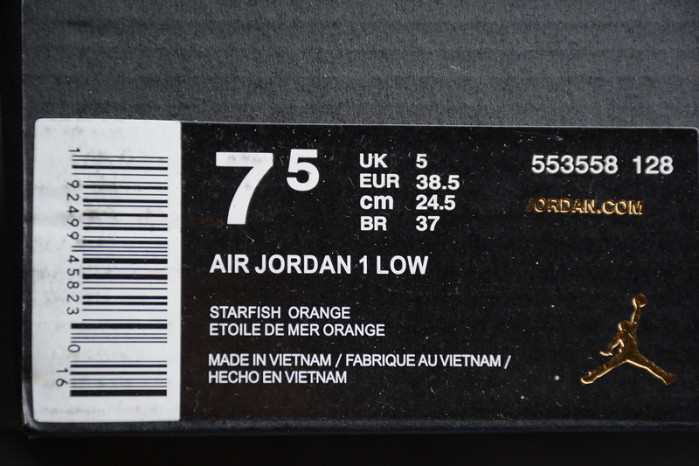 7 5
UK 5
EUR 38.5
cm 24.5
BR 37
553558 128
JORDAN.COM
AIR JORDAN 1 LOW
STARFISH ORANGE
ETOILE DE MER ORANGE
MADE IN VIETNAM / FABRIQUE AU VIETNAM /
HECHO EN VIETNAM
1 92499 45823 0 16